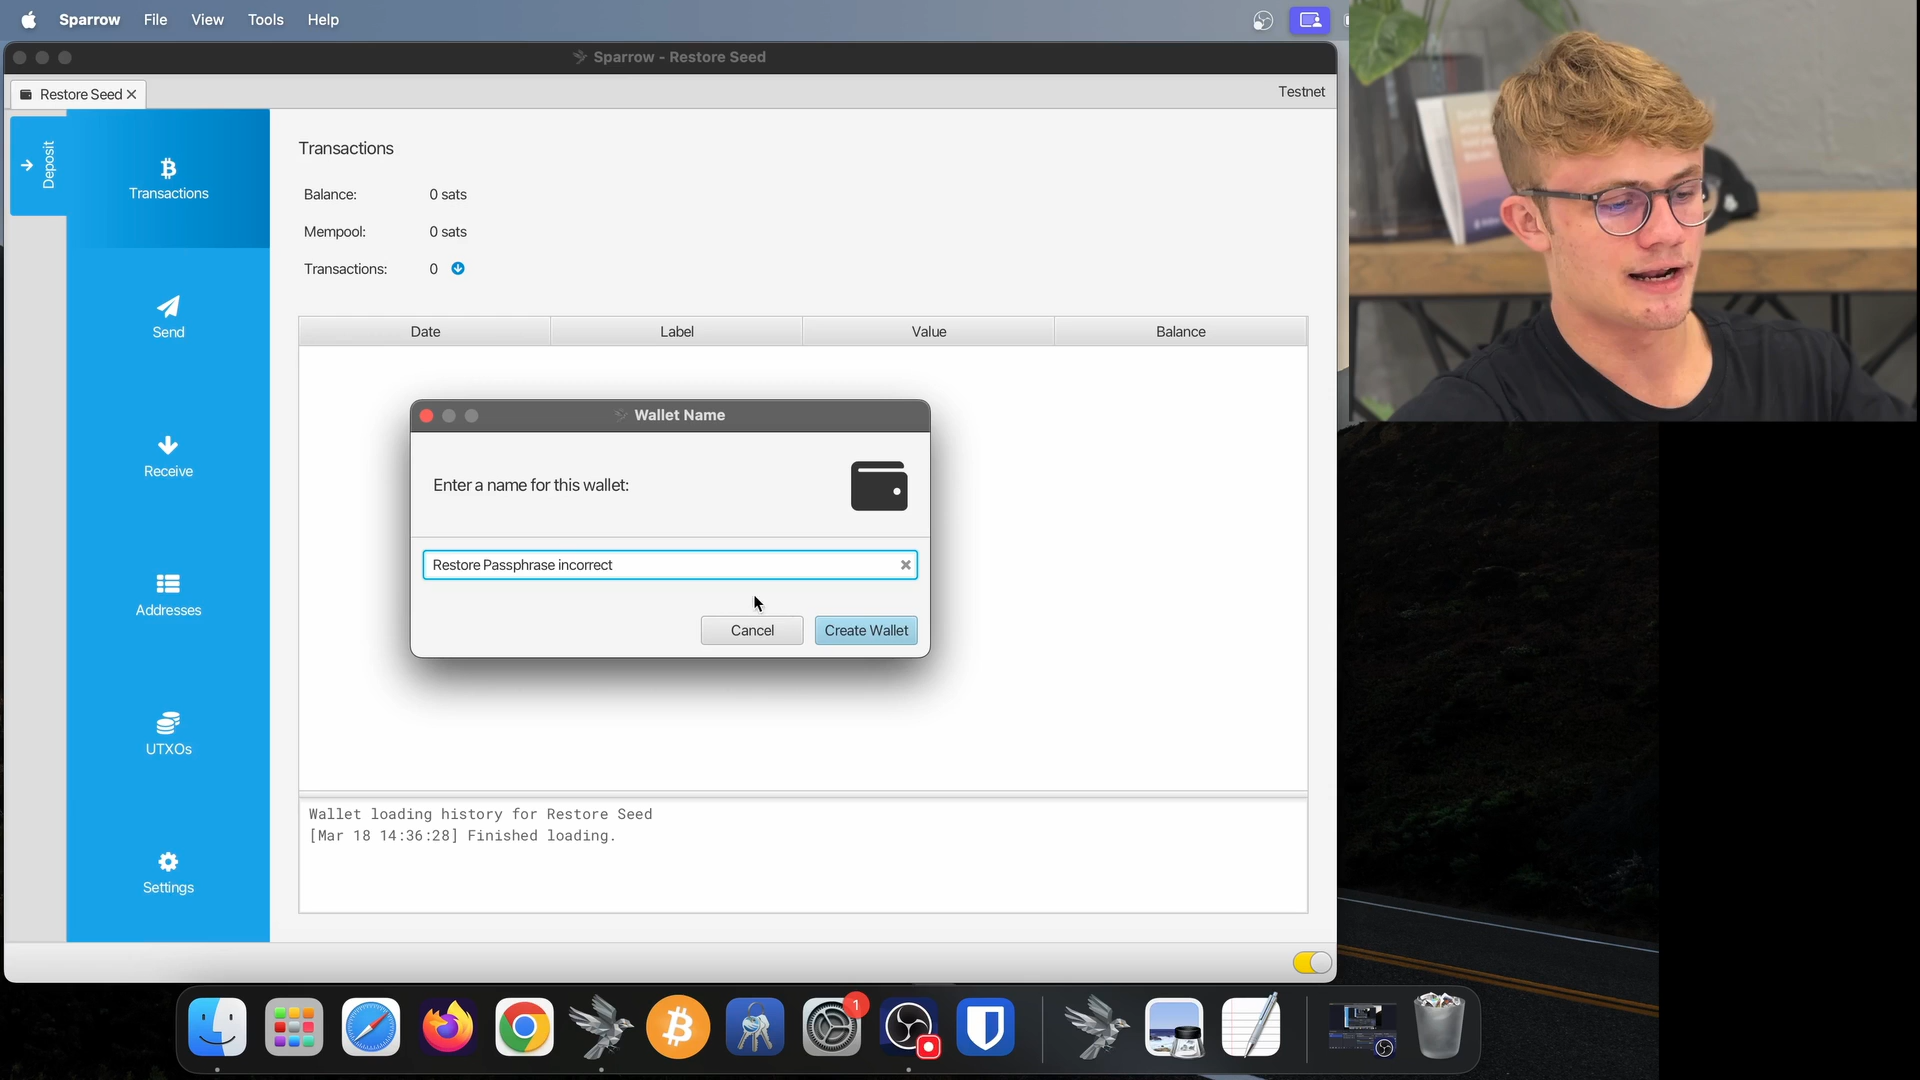 Sparrow File View Tools Help
Sparrow - Restore Seed
Restore Seed
Testnet
Deposit
Transactions
Send
Receive
Addresses
UTXOs
Settings
Transactions
Balance: 0 sats
Mempool: 0 sats
Transactions: 0
Date Label Value Balance
Wallet Name
Enter a name for this wallet:
Restore Passphrase incorrect
Cancel Create Wallet
Wallet loading history for Restore Seed
[Mar 18 14:36:28] Finished loading.
1